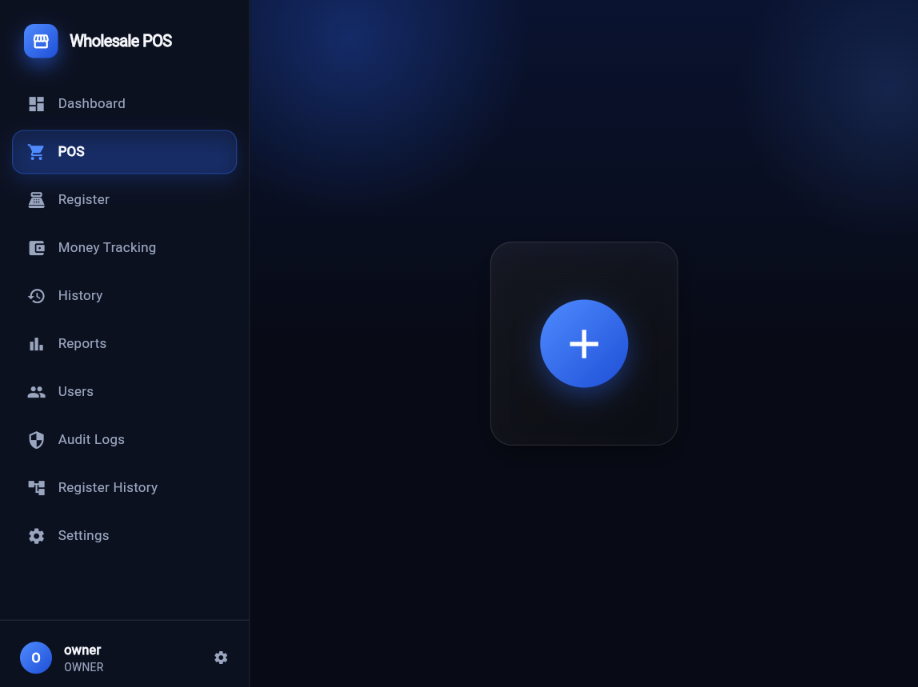 Wholesale POS
Dashboard
POS
Register
Money Tracking
History
Reports
Users
Audit Logs
Register History
Settings
O
owner
OWNER